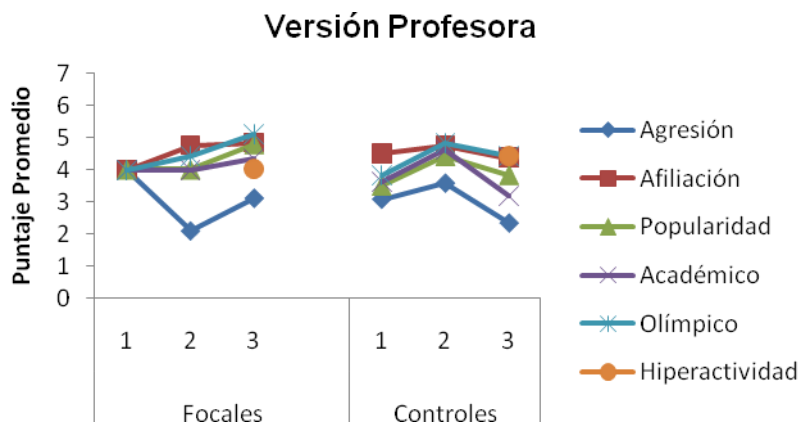 Versión Profesora
Puntaje Promedio
7
6
5
4
3
2
1
0
1 2 3 1 2 3
Focales Controles
Agresión
Afiliación
Popularidad
Académico
Olímpico
Hiperactividad